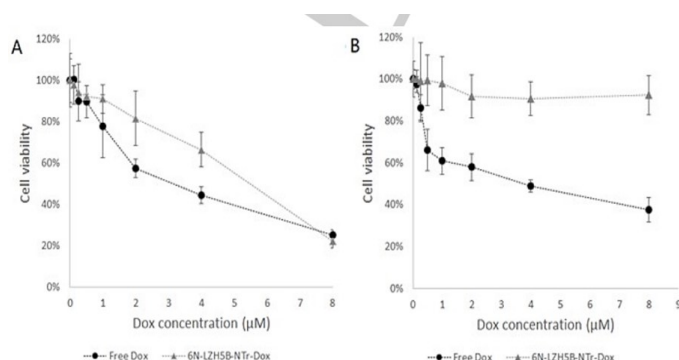 A
120%
100%
80%
60%
40%
20%
0%
Cell viability
0 1 2 3 4 5 6 7 8
Dox concentration (µM)
Free Dox 6N-LZH5B-NTr-Dox
B
120%
100%
80%
60%
40%
20%
0%
Cell viability
0 1 2 3 4 5 6 7 8 9
Dox concentration (µM)
Free Dox 6N-LZH5B-NTr-Dox